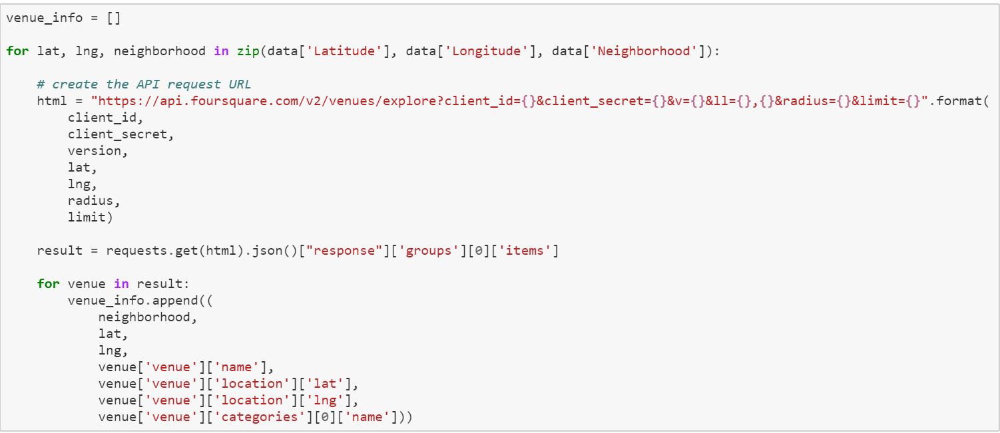 venue_info = []
for lat, lng, neighborhood in zip(data['Latitude'], data['Longitude'], data['Neighborhood']):
    # create the API request URL
    html = "https://api.foursquare.com/v2/venues/explore?client_id={}&client_secret={}&v={}&ll={},{}&radius={}&limit={}".format(
        client_id,
        client_secret,
        version,
        lat,
        lng,
        radius,
        limit)
    result = requests.get(html).json()["response"]['groups'][0]['items']
    for venue in result:
        venue_info.append((
            neighborhood,
            lat,
            lng,
            venue['venue']['name'],
            venue['venue']['location']['lat'],
            venue['venue']['location']['lng'],
            venue['venue']['categories'][0]['name']))